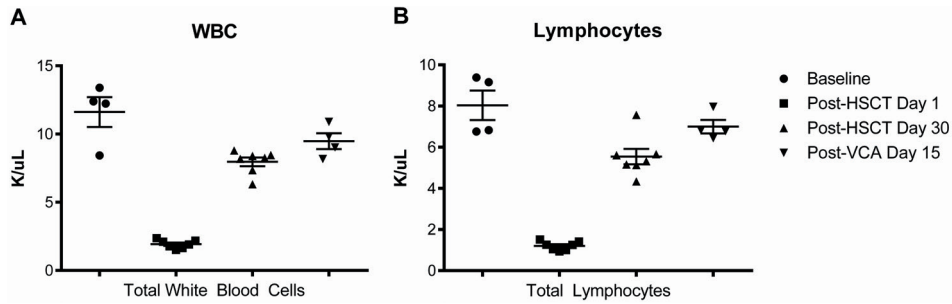 A
WBC
K/uL
15
10
5
0
Total White Blood Cells
B
Lymphocytes
K/uL
10
8
6
4
2
0
Total Lymphocytes
Baseline
Post-HSCT Day 1
Post-HSCT Day 30
Post-VCA Day 15